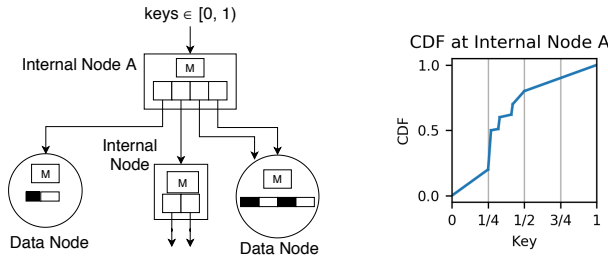 keys ∈ [0, 1)
Internal Node A
M
Internal
Node
M
M
M
Data Node
Data Node
CDF at Internal Node A
1.0
0.5
0.0
CDF
0 1/4 1/2 3/4 1
Key